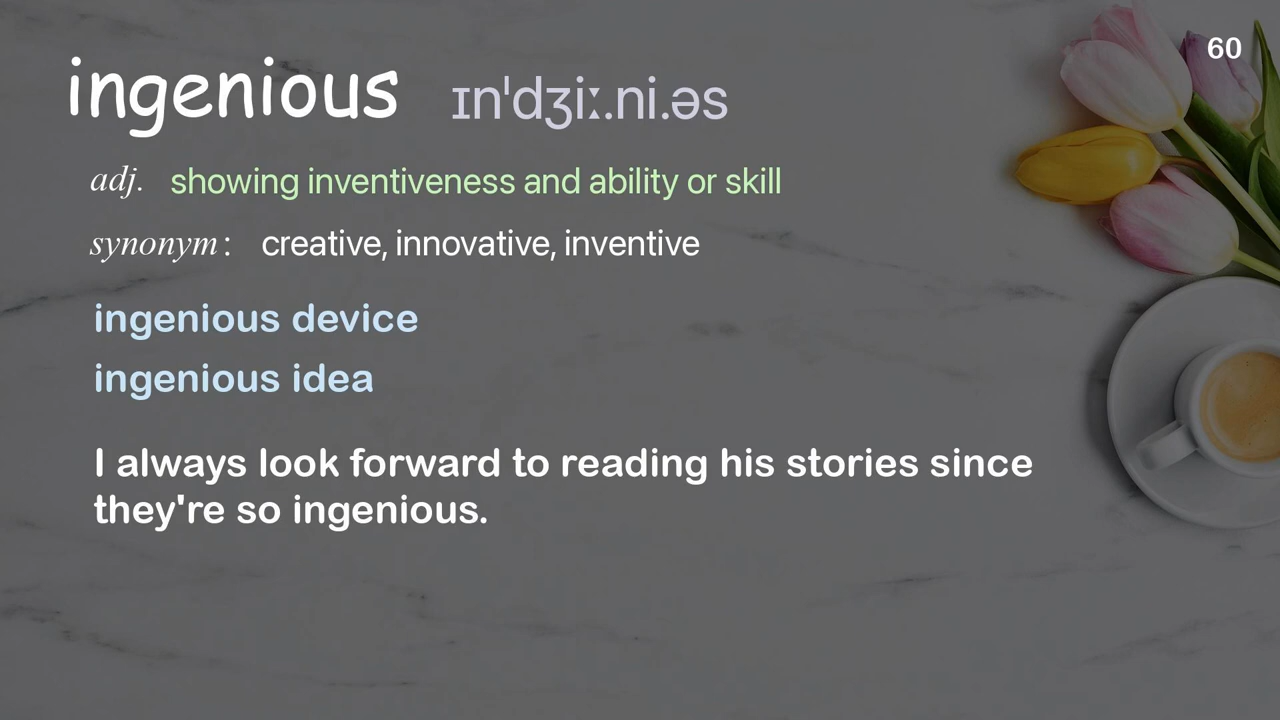 60
ingenious ɪnˈdʒiː.ni.əs
adj. showing inventiveness and ability or skill
synonym: creative, innovative, inventive
ingenious device
ingenious idea
I always look forward to reading his stories since
they're so ingenious.